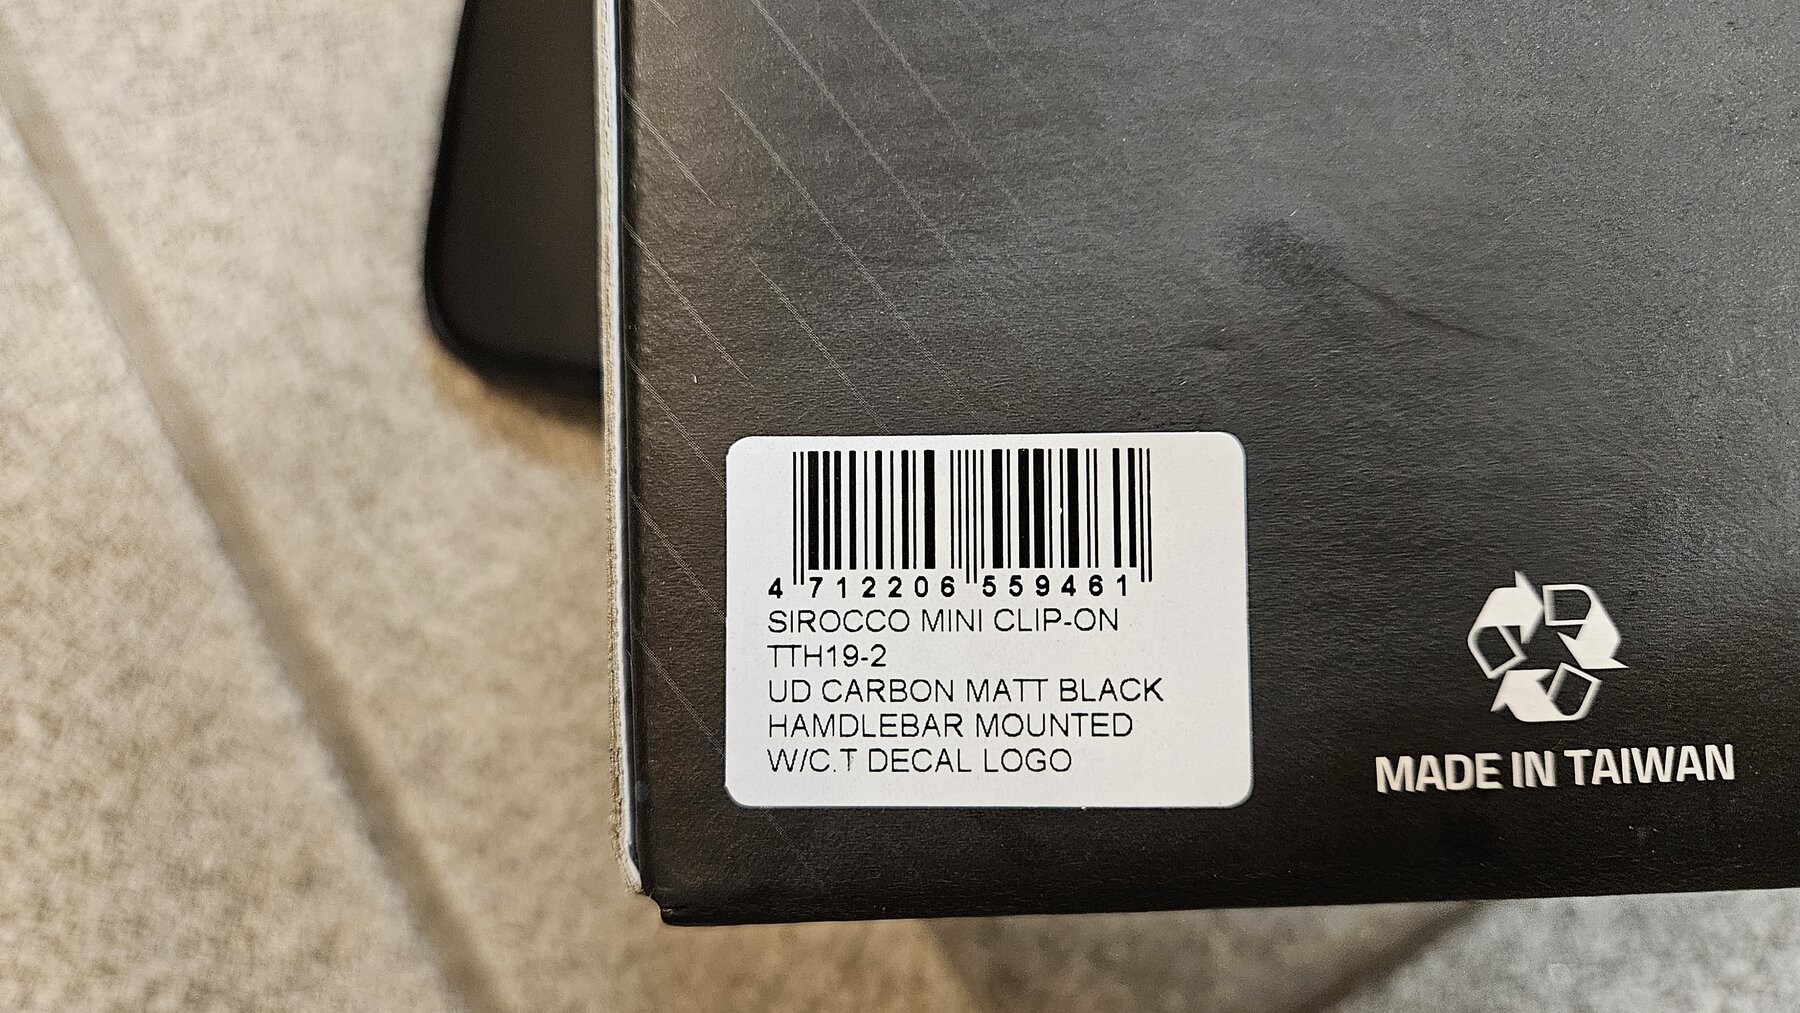 4 712206 559461
SIROCCO MINI CLIP-ON
TTH19-2
UD CARBON MATT BLACK
HAMDLEBAR MOUNTED
W/C.T DECAL LOGO
MADE IN TAIWAN